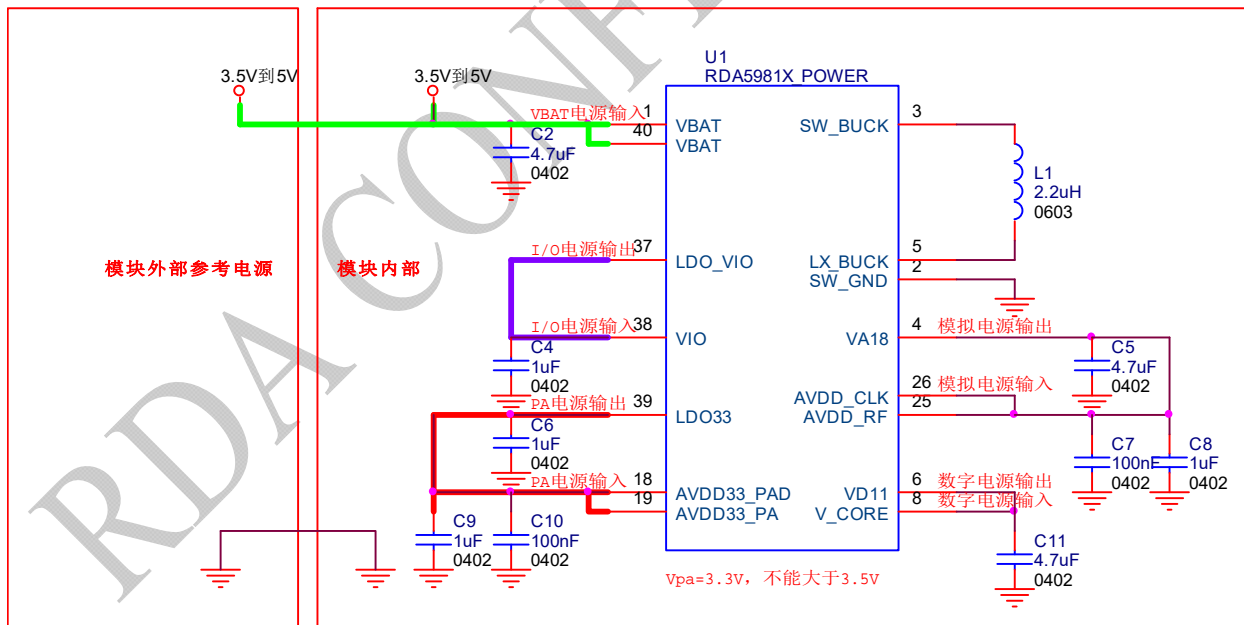 RDA CONF
3.5V到5V
3.5V到5V
U1
RDA5981X_POWER
VBAT电源输入
1
VBAT
SW_BUCK
3
40
VBAT
C2
4.7uF
0402
L1
2.2uH
0603
模块外部参考电源
模块内部
I/O电源输出
37
LDO_VIO
LX_BUCK
5
SW_GND
2
I/O电源输入
38
VIO
VA18
4
模拟电源输出
C4
1uF
0402
C5
4.7uF
0402
PA电源输出
39
LDO33
AVDD_CLK
26
模拟电源输入
AVDD_RF
25
C6
1uF
0402
C7
100nF
0402
C8
1uF
0402
PA电源输入
18
AVDD33_PAD
VD11
6
数字电源输出
19
AVDD33_PA
V_CORE
8
数字电源输入
C9
1uF
0402
C10
100nF
0402
C11
4.7uF
0402
Vpa=3.3V，不能大于3.5V